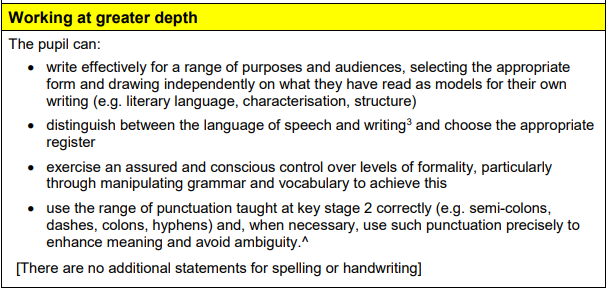 Working at greater depth
The pupil can:
• write effectively for a range of purposes and audiences, selecting the appropriate
form and drawing independently on what they have read as models for their own
writing (e.g. literary language, characterisation, structure)
• distinguish between the language of speech and writing³ and choose the appropriate
register
• exercise an assured and conscious control over levels of formality, particularly
through manipulating grammar and vocabulary to achieve this
• use the range of punctuation taught at key stage 2 correctly (e.g. semi-colons,
dashes, colons, hyphens) and, when necessary, use such punctuation precisely to
enhance meaning and avoid ambiguity.^
[There are no additional statements for spelling or handwriting]